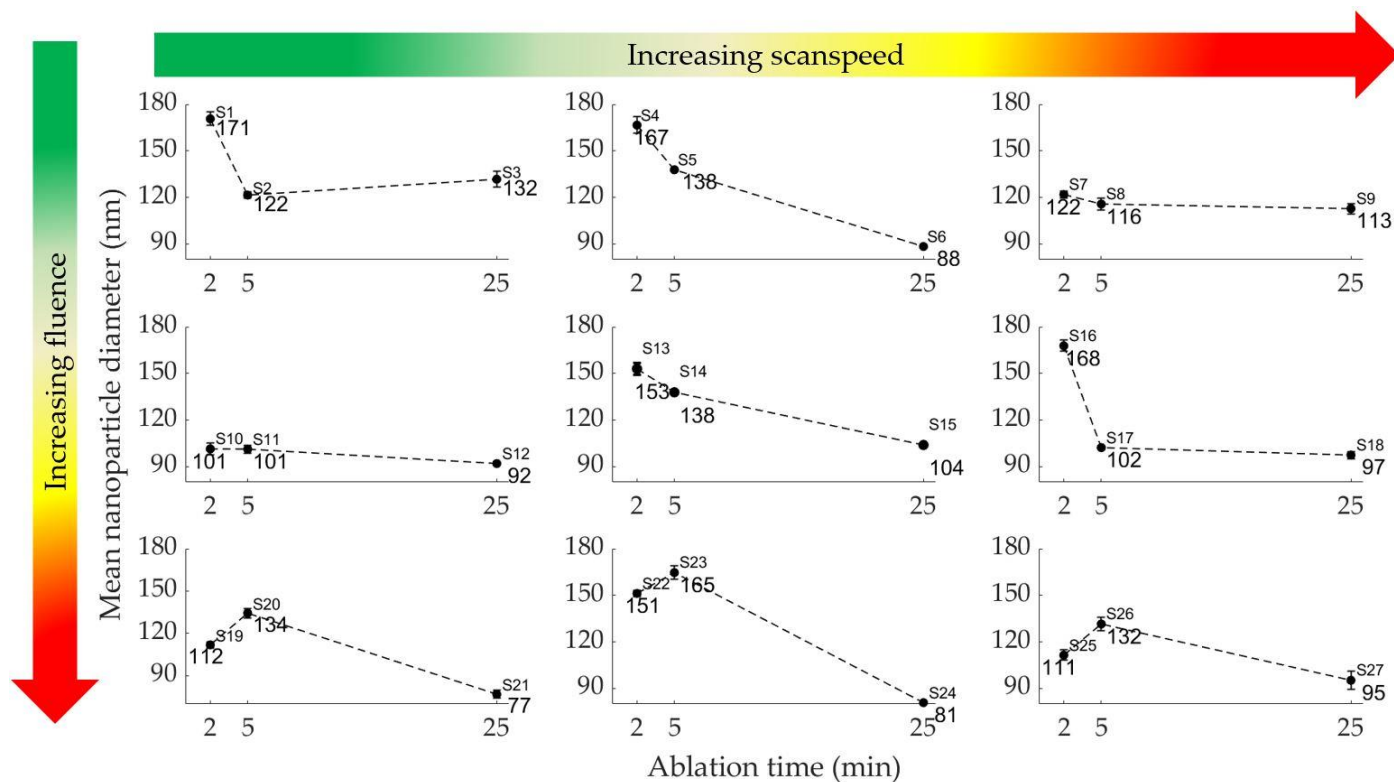 Increasing scanspeed
Increasing fluence
Mean nanoparticle diameter (nm)
180
150
120
90
S1
171
S2
122
S3
132
2 5 25
180
150
120
90
S4
167
S5
138
S6
88
2 5 25
180
150
120
90
S7
122
S8
116
S9
113
2 5 25
180
150
120
90
S10
101
S11
101
S12
92
2 5 25
180
150
120
90
S13
153
S14
138
S15
104
2 5 25
180
150
120
90
S16
168
S17
102
S18
97
2 5 25
180
150
120
90
S19
112
S20
134
S21
77
2 5 25
180
150
120
90
S22
151
S23
165
S24
81
2 5 25
180
150
120
90
S25
111
S26
132
S27
95
2 5 25
Ablation time (min)